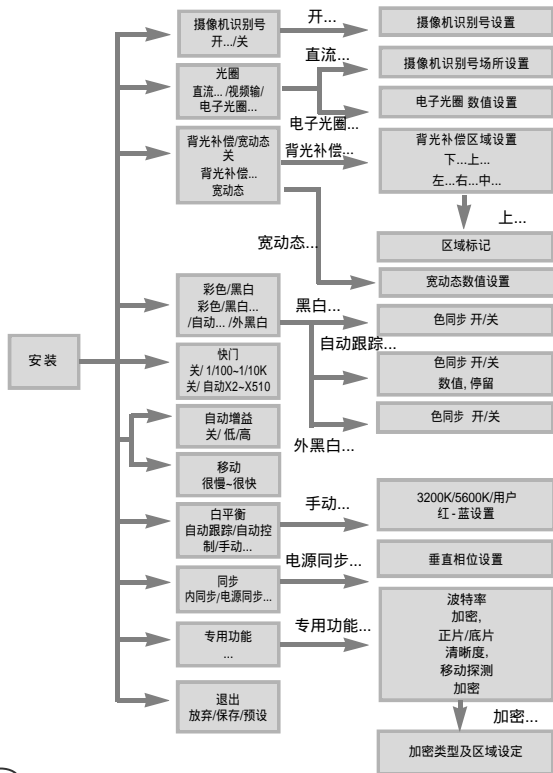 摄像机识别号
开.../关
开...
摄像机识别号设置
光圈
直流... /视频输/
电子光圈...
直流...
摄像机识别号场所设置
电子光圈...
电子光圈 数值设置
背光补偿/宽动态
关
背光补偿...
宽动态
背光补偿...
背光补偿区域设置
下...上...
左...右...中...
上...
区域标记
宽动态...
宽动态数值设置
彩色/黑白
彩色/黑白...
/自动... /外黑白
黑白...
色同步 开/关
自动跟踪...
色同步 开/关
数值, 停留
外黑白...
色同步 开/关
安装
快门
关/ 1/100~1/10K
关/ 自动X2~X510
自动增益
关/ 低/高
移动
很慢~很快
白平衡
自动跟踪/自动控
制/手动...
手动...
3200K/5600K/用户
红 - 蓝设置
同步
内同步/电源同步...
电源同步...
垂直相位设置
专用功能
...
专用功能...
波特率
加密,
正片/底片
清晰度,
移动探测
加密
加密...
加密类型及区域设定
退出
放弃/保存/预设